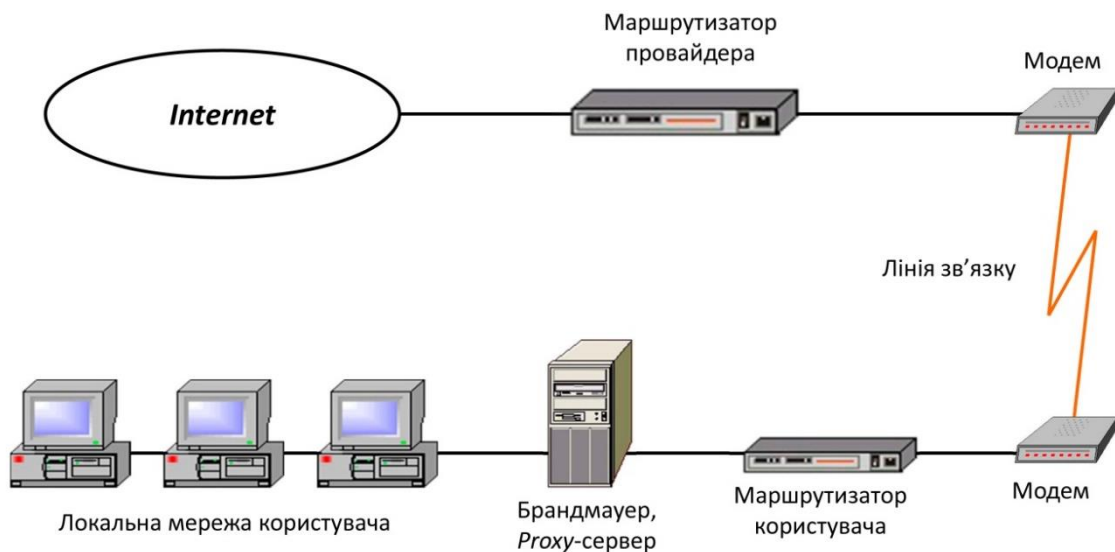 Маршрутизатор
провайдера
Модем
Internet
Лінія зв’язку
Локальна мережа користувача
Брандмауер,
Proxy-сервер
Маршрутизатор
користувача
Модем